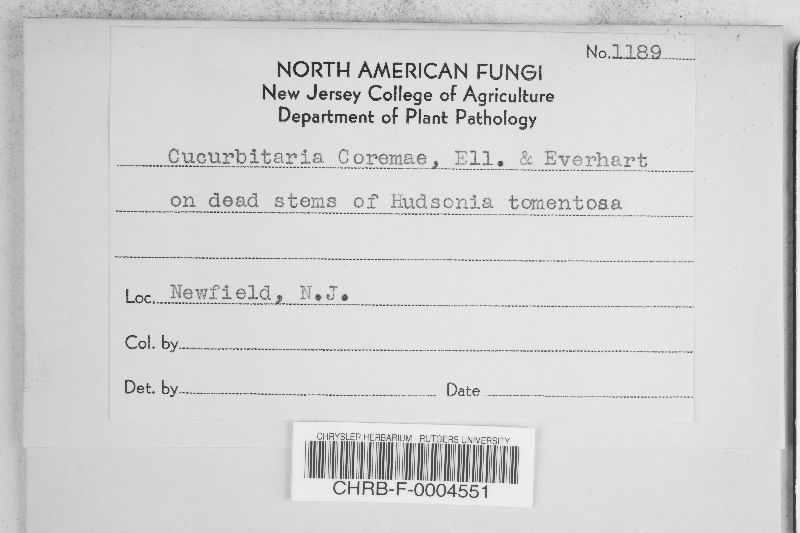 No. 1189
NORTH AMERICAN FUNGI
New Jersey College of Agriculture
Department of Plant Pathology
Cucurbitaria Coremae, Ell. & Everhart
on dead stems of Hudsonia tomentosa
Loc. Newfield, N.J.
Col. by
Det. by Date
CHRYSLER HERBARIUM - RUTGERS UNIVERSITY
CHRB-F-0004551